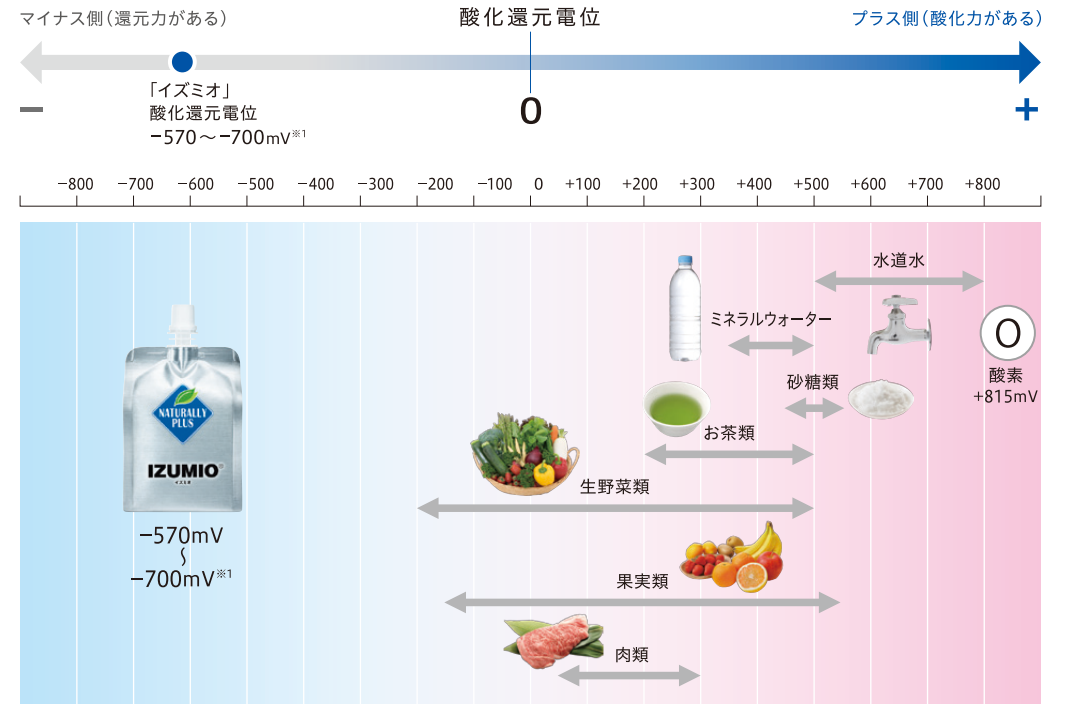 マイナス側（還元力がある）
酸化還元電位
プラス側（酸化力がある）
「イズミオ」
酸化還元電位
−570～−700mV※1
−
0
+
−800 −700 −600 −500 −400 −300 −200 −100 0 +100 +200 +300 +400 +500 +600 +700 +800
水道水
ミネラルウォーター
O
酸素
+815mV
砂糖類
お茶類
NATURALLY
PLUS
IZUMIO
イズミオ
生野菜類
−570mV
～
−700mV※1
果実類
肉類